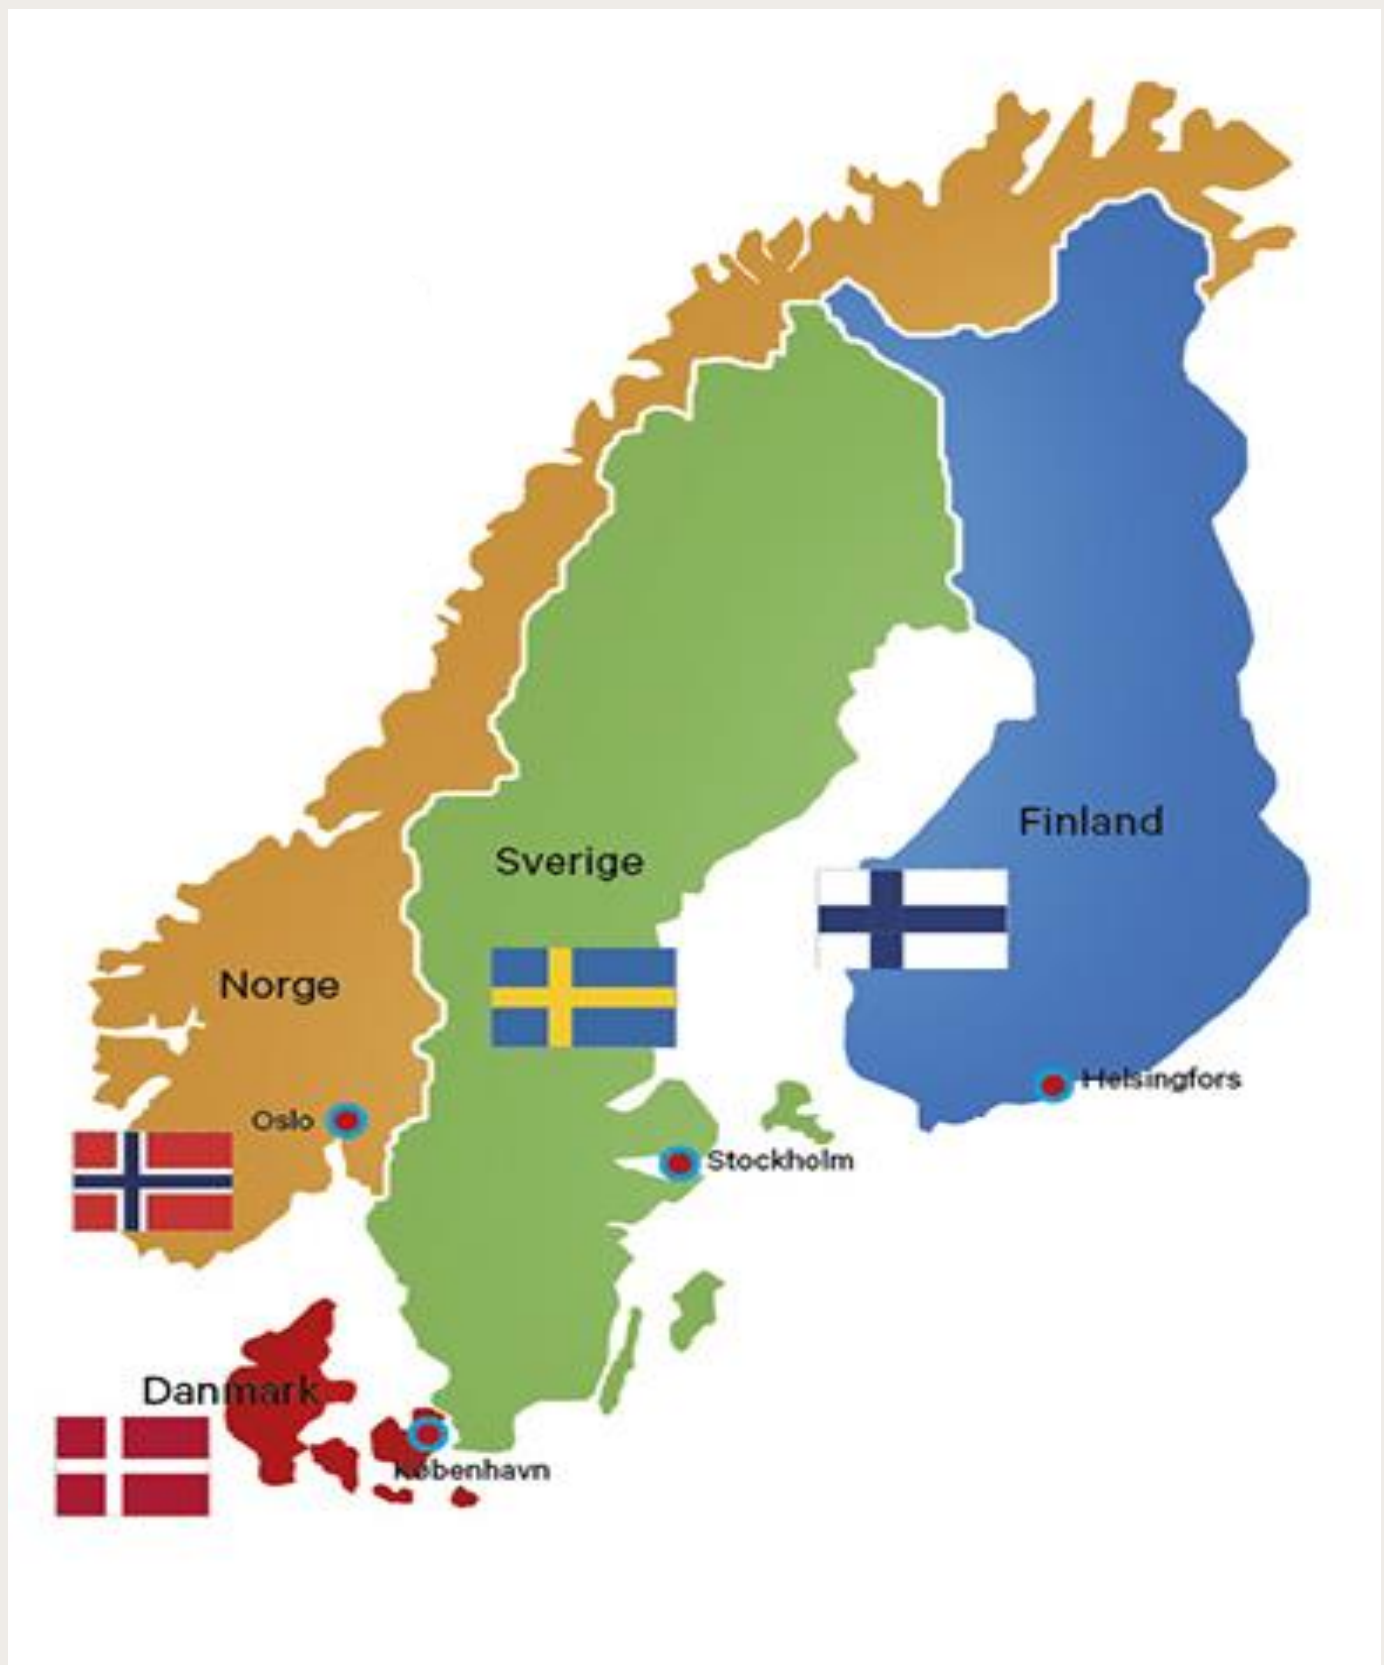 Finland
Sverige
Norge
Helsingfors
Oslo
Stockholm
Danmark
København